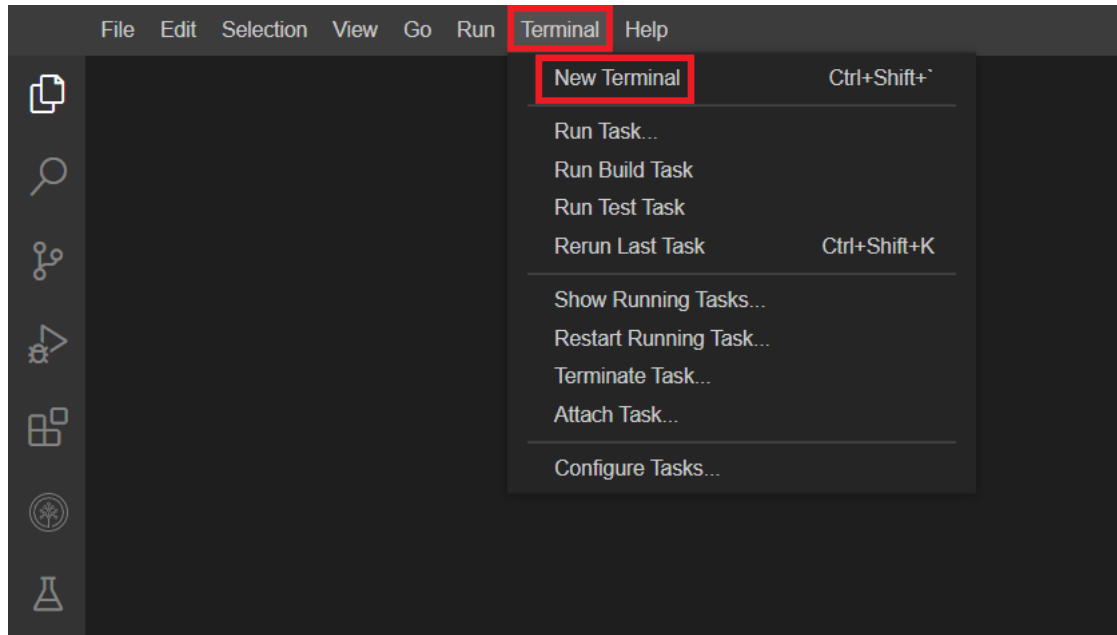 File Edit Selection View Go Run Terminal Help
New Terminal Ctrl+Shift+`
Run Task...
Run Build Task
Run Test Task
Rerun Last Task Ctrl+Shift+K
Show Running Tasks...
Restart Running Task...
Terminate Task...
Attach Task...
Configure Tasks...